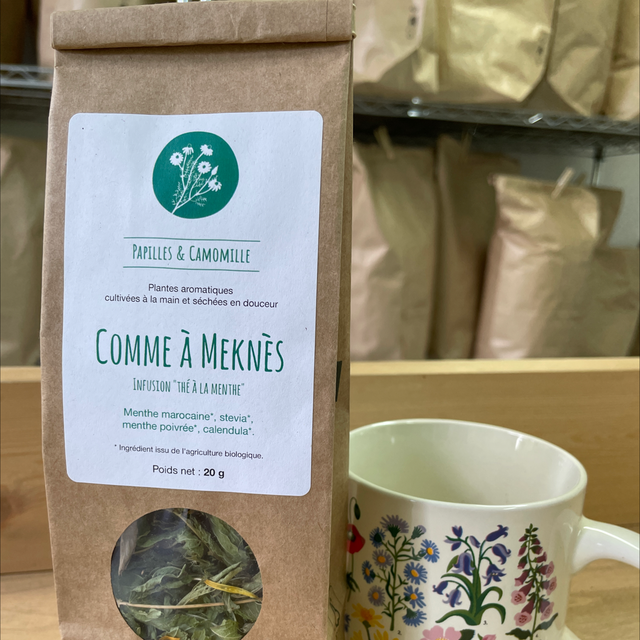 Papilles & Camomille
Plantes aromatiques
cultivées à la main et séchées en douceur
Comme à Meknès
Infusion "thé à la menthe"
Menthe marocaine*, stevia*,
menthe poivrée*, calendula*.
* Ingrédient issu de l'agriculture biologique.
Poids net : 20 g